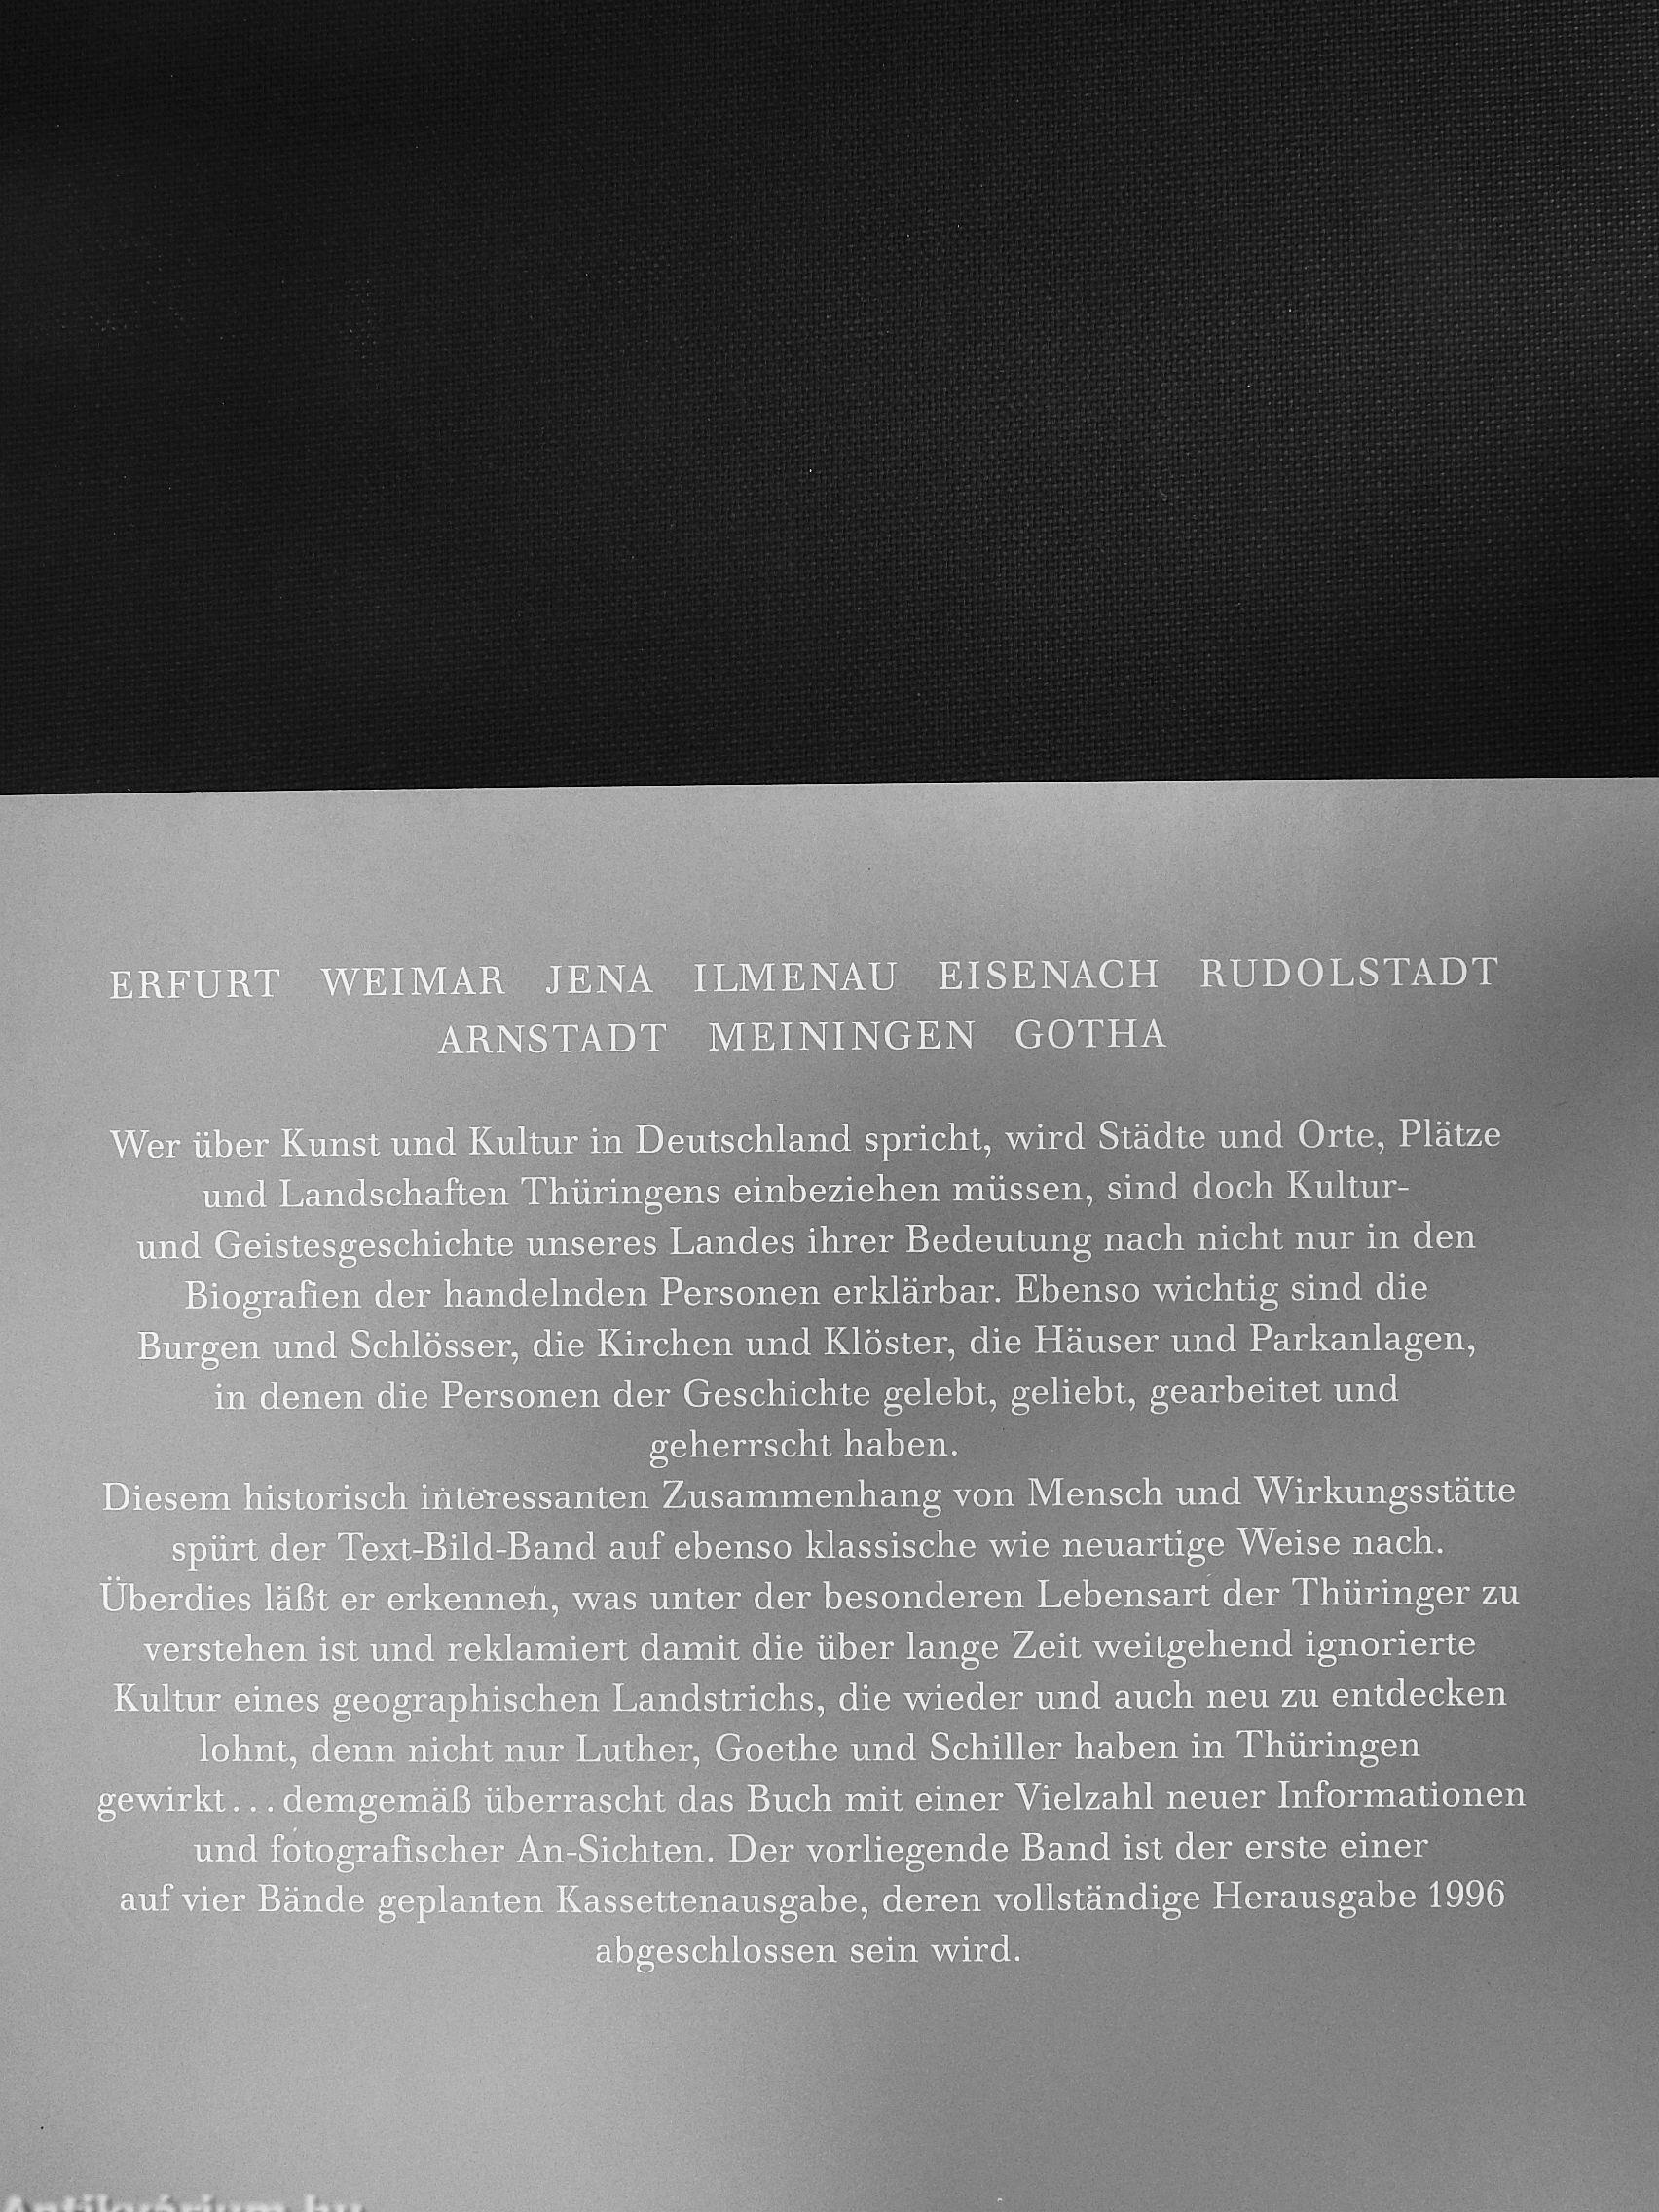 ERFURT WEIMAR JENA ILMENAU EISENACH RUDOLSTADT
ARNSTADT MEININGEN GOTHA
Wer über Kunst und Kultur in Deutschland spricht, wird Städte und Orte, Plätze
und Landschaften Thüringens einbeziehen müssen, sind doch Kultur-
und Geistesgeschichte unseres Landes ihrer Bedeutung nach nicht nur in den
Biografien der handelnden Personen erklärbar. Ebenso wichtig sind die
Burgen und Schlösser, die Kirchen und Klöster, die Häuser und Parkanlagen,
in denen die Personen der Geschichte gelebt, geliebt, gearbeitet und
geherrscht haben.
Diesem historisch interessanten Zusammenhang von Mensch und Wirkungsstätte
spürt der Text-Bild-Band auf ebenso klassische wie neuartige Weise nach.
Überdies läßt er erkennen, was unter der besonderen Lebensart der Thüringer zu
verstehen ist und reklamiert damit die über lange Zeit weitgehend ignorierte
Kultur eines geographischen Landstrichs, die wieder und auch neu zu entdecken
lohnt, denn nicht nur Luther, Goethe und Schiller haben in Thüringen
gewirkt...demgemäß überrascht das Buch mit einer Vielzahl neuer Informationen
und fotografischer An-Sichten. Der vorliegende Band ist der erste einer
auf vier Bände geplanten Kassettenausgabe, deren vollständige Herausgabe 1996
abgeschlossen sein wird.
Antikvárium.hu